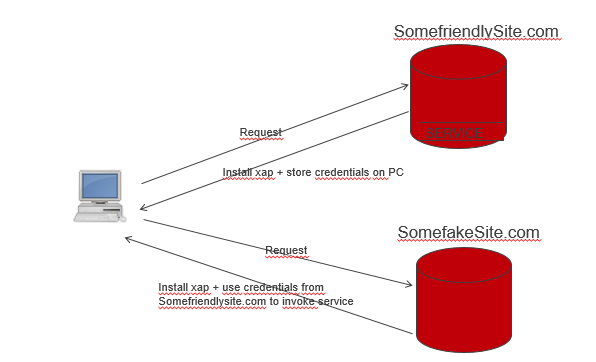 SomefriendlySite.com
SERVICE
Request
Install xap + store credentials on PC
SomefakeSite.com
Request
Install xap + use credentials from
Somefriendlysite.com to invoke service